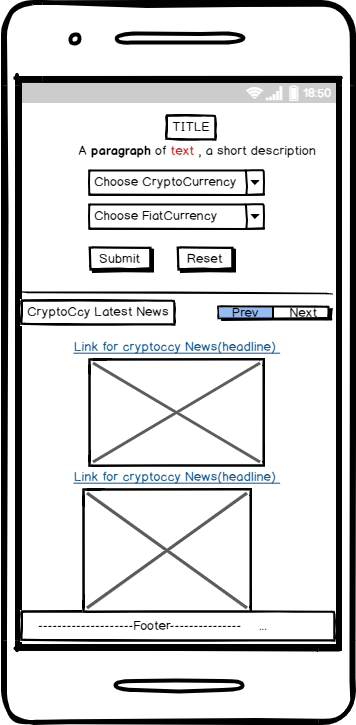 18:50
TITLE
A paragraph of text , a short description
Choose CryptoCurrency
Choose FiatCurrency
Submit Reset
CryptoCcy Latest News Prev Next
Link for cryptoccy News(headline)
Link for cryptoccy News(headline)
--------------------Footer--------------- ...